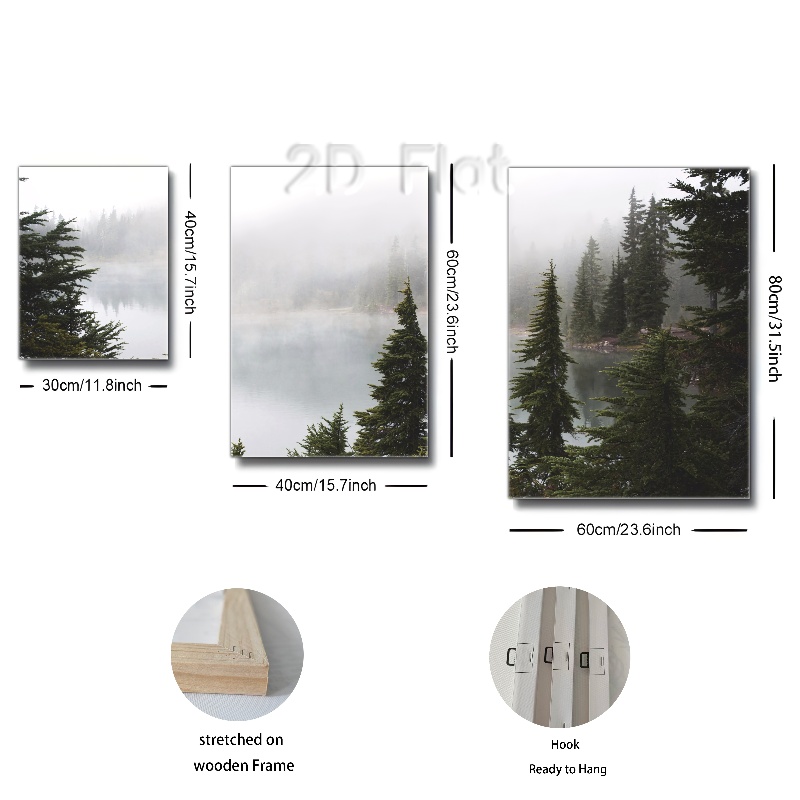 2D Flat
40cm/15.7inch
30cm/11.8inch
60cm/23.6inch
40cm/15.7inch
80cm/31.5inch
60cm/23.6inch
stretched on
wooden Frame
Hook
Ready to Hang